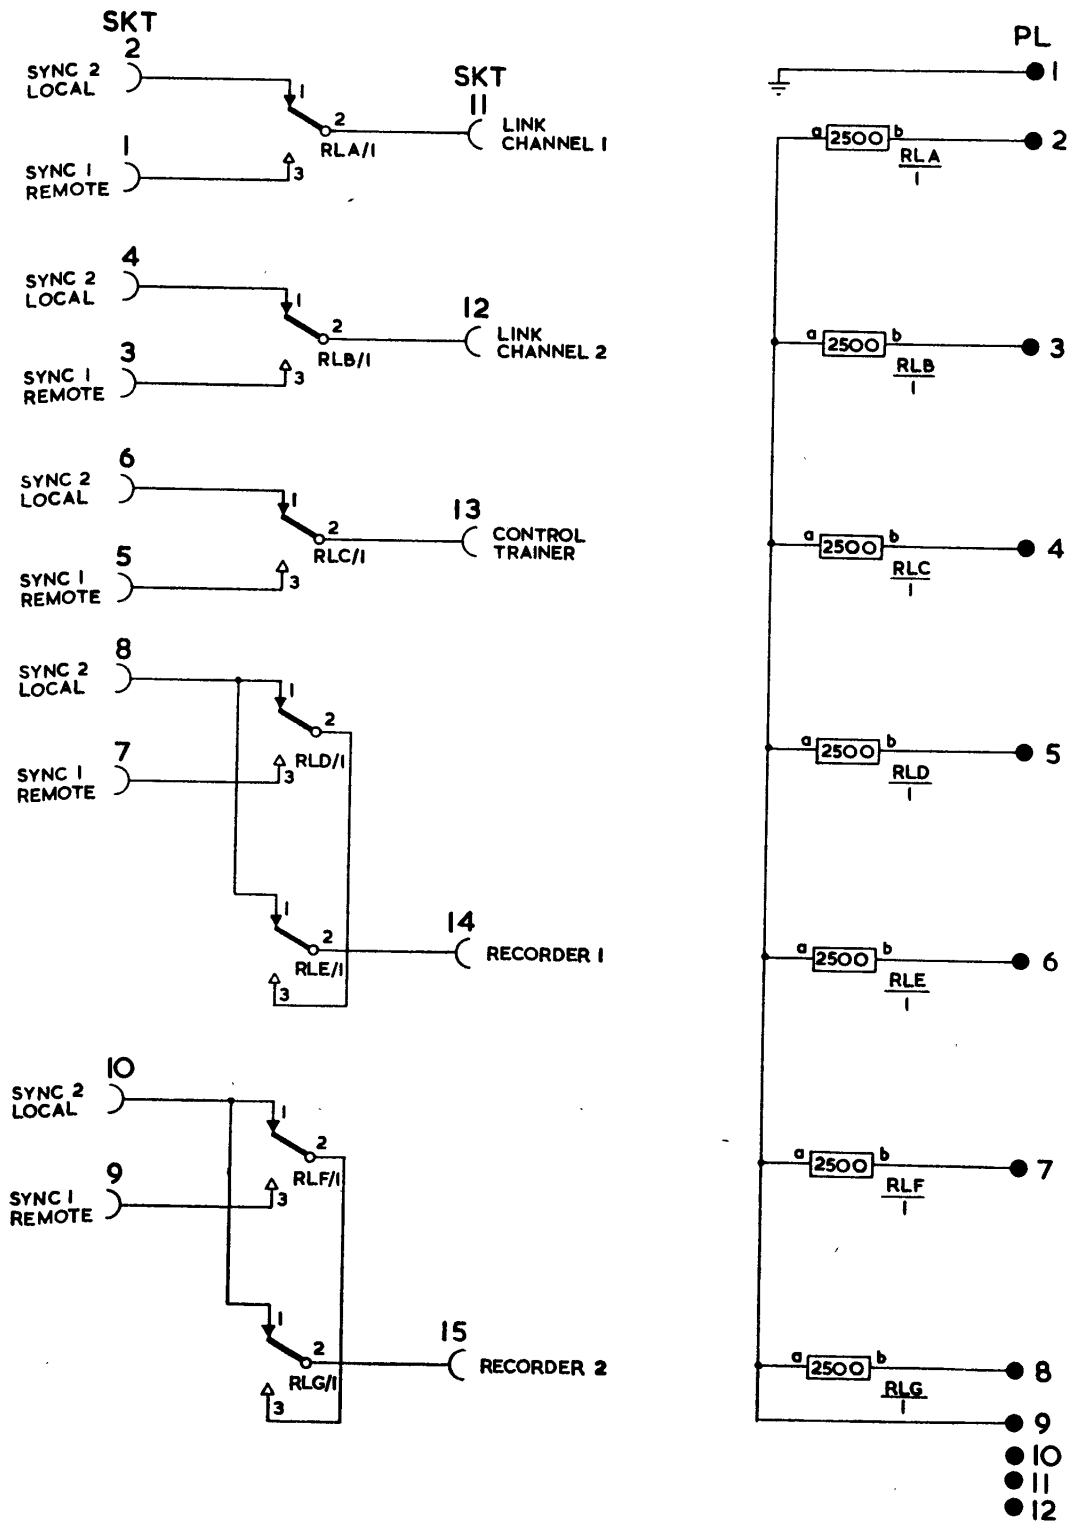 SKT
2
SYNC 2
LOCAL
1
SKT
11
2
RLA/1
LINK
CHANNEL 1
1
SYNC 1
REMOTE
3
4
SYNC 2
LOCAL
1
2
RLB/1
12
LINK
CHANNEL 2
3
SYNC 1
REMOTE
3
6
SYNC 2
LOCAL
1
2
RLC/1
13
CONTROL
TRAINER
5
SYNC 1
REMOTE
3
8
SYNC 2
LOCAL
1
2
RLD/1
7
SYNC 1
REMOTE
3
1
2
RLE/1
14
RECORDER 1
3
10
SYNC 2
LOCAL
1
2
RLF/1
9
SYNC 1
REMOTE
3
1
2
RLG/1
15
RECORDER 2
3
PL
1
a 2500 b
2
RLA
1
a 2500 b
3
RLB
1
a 2500 b
4
RLC
1
a 2500 b
5
RLD
1
a 2500 b
6
RLE
1
a 2500 b
7
RLF
1
a 2500 b
8
RLG
1
9
10
11
12